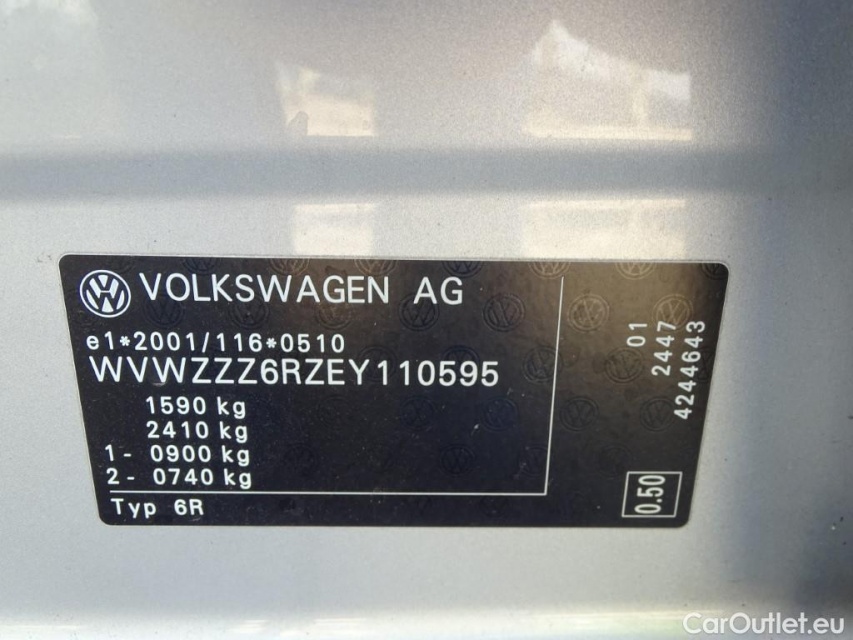 VOLKSWAGEN AG
e1*2001/116*0510
WVWZZZ6RZEY110595
1590 kg
2410 kg
1- 0900 kg
2- 0740 kg
Typ 6R
01
2447
4244643
0.50
CarOutlet.eu